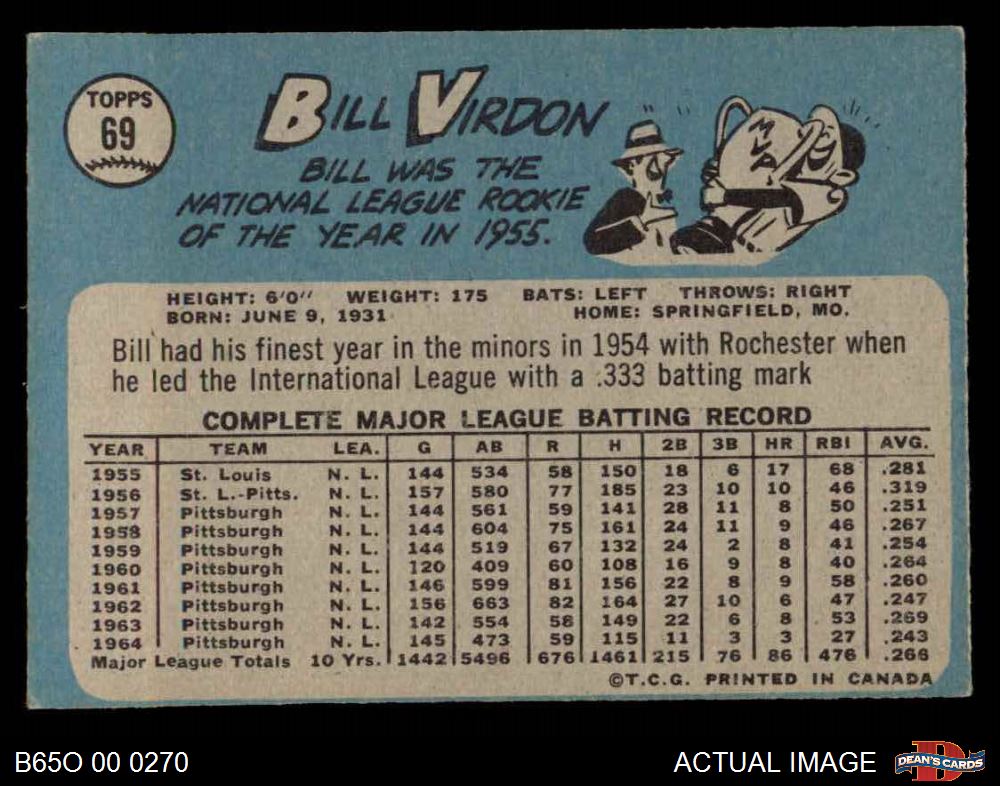 TOPPS
69
BILL VIRDON
BILL WAS THE
NATIONAL LEAGUE ROOKIE
OF THE YEAR IN 1955.
HEIGHT: 6'0" WEIGHT: 175 BATS: LEFT THROWS: RIGHT
BORN: JUNE 9, 1931 HOME: SPRINGFIELD, MO.
Bill had his finest year in the minors in 1954 with Rochester when
he led the International League with a .333 batting mark
COMPLETE MAJOR LEAGUE BATTING RECORD
YEAR TEAM LEA. G AB R H 2B 3B HR RBI AVG.
1955 St. Louis N. L. 144 534 58 150 18 6 17 68 .281
1956 St. L.-Pitts. N. L. 157 580 77 185 23 10 10 46 .319
1957 Pittsburgh N. L. 144 561 59 141 28 11 8 50 .251
1958 Pittsburgh N. L. 144 604 75 161 24 11 9 46 .267
1959 Pittsburgh N. L. 144 519 67 132 24 2 8 41 .254
1960 Pittsburgh N. L. 120 409 60 108 16 9 8 40 .264
1961 Pittsburgh N. L. 146 599 81 156 22 8 9 58 .260
1962 Pittsburgh N. L. 156 663 82 164 27 10 6 47 .247
1963 Pittsburgh N. L. 142 554 58 149 22 6 8 53 .269
1964 Pittsburgh N. L. 145 473 59 115 11 3 3 27 .243
Major League Totals 10 Yrs. 1442 5496 676 1461 215 76 86 476 .266
©T.C.G. PRINTED IN CANADA
B65O 00 0270
ACTUAL IMAGE
D
DEAN'S CARDS